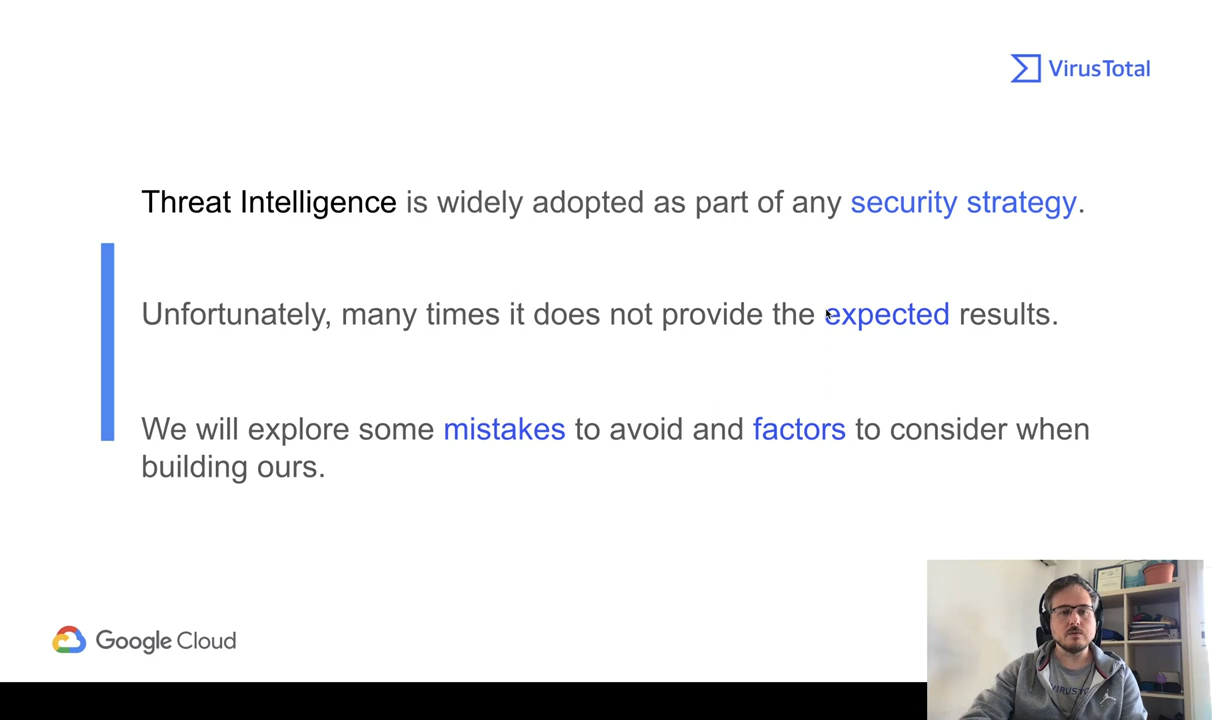 VirusTotal
Threat Intelligence is widely adopted as part of any security strategy.
Unfortunately, many times it does not provide the expected results.
We will explore some mistakes to avoid and factors to consider when
building ours.
Google Cloud